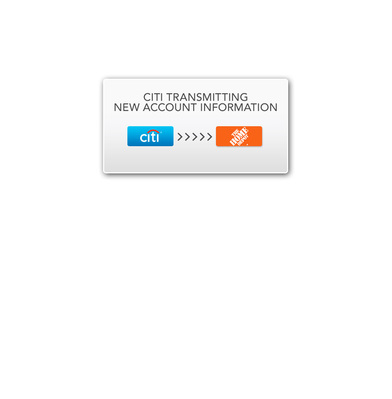 CITI TRANSMITTING
NEW ACCOUNT INFORMATION
citi >>>>> THE HOME DEPOT